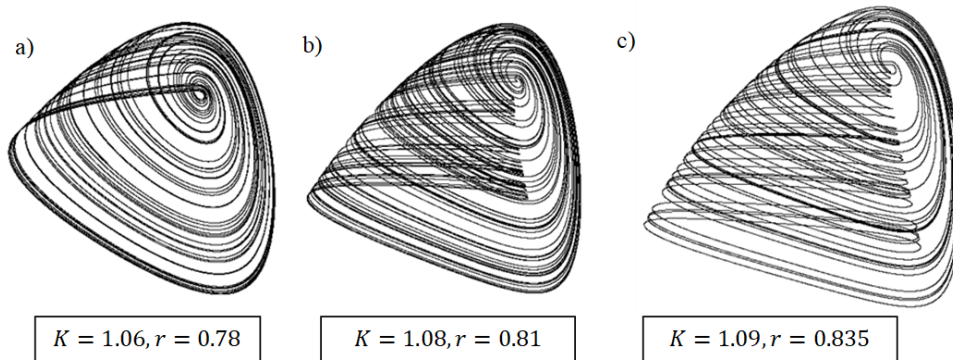 a)
b)
c)
K = 1.06, r = 0.78
K = 1.08, r = 0.81
K = 1.09, r = 0.835